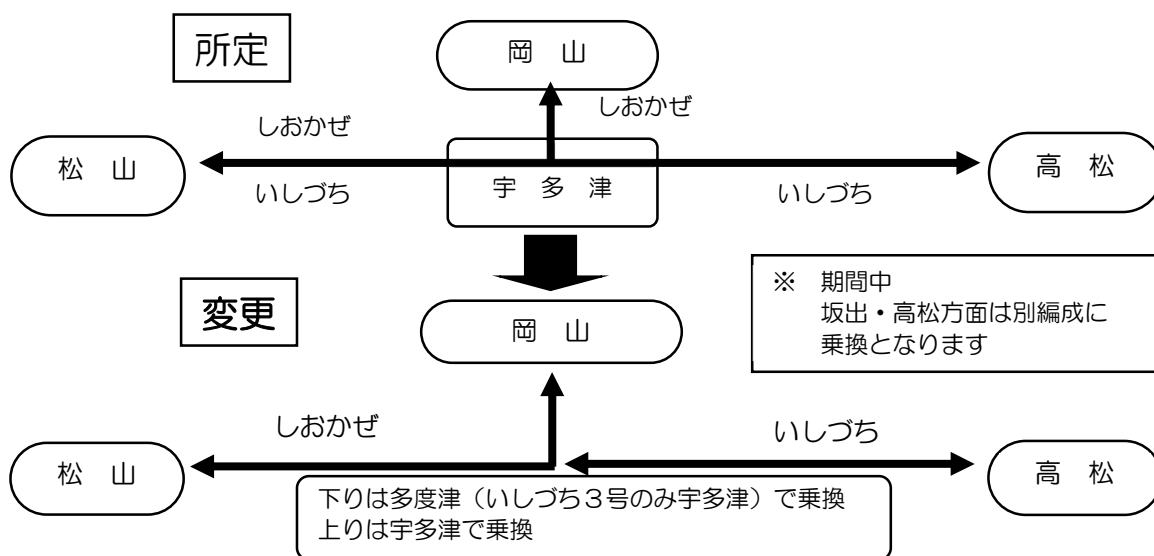 所定
岡 山
しおかぜ
しおかぜ
松 山
宇 多 津
高 松
いしづち
いしづち
変更
岡 山
※ 期間中
坂出・高松方面は別編成に
乗換となります
しおかぜ
いしづち
松 山
高 松
下りは多度津（いしづち３号のみ宇多津）で乗換
上りは宇多津で乗換